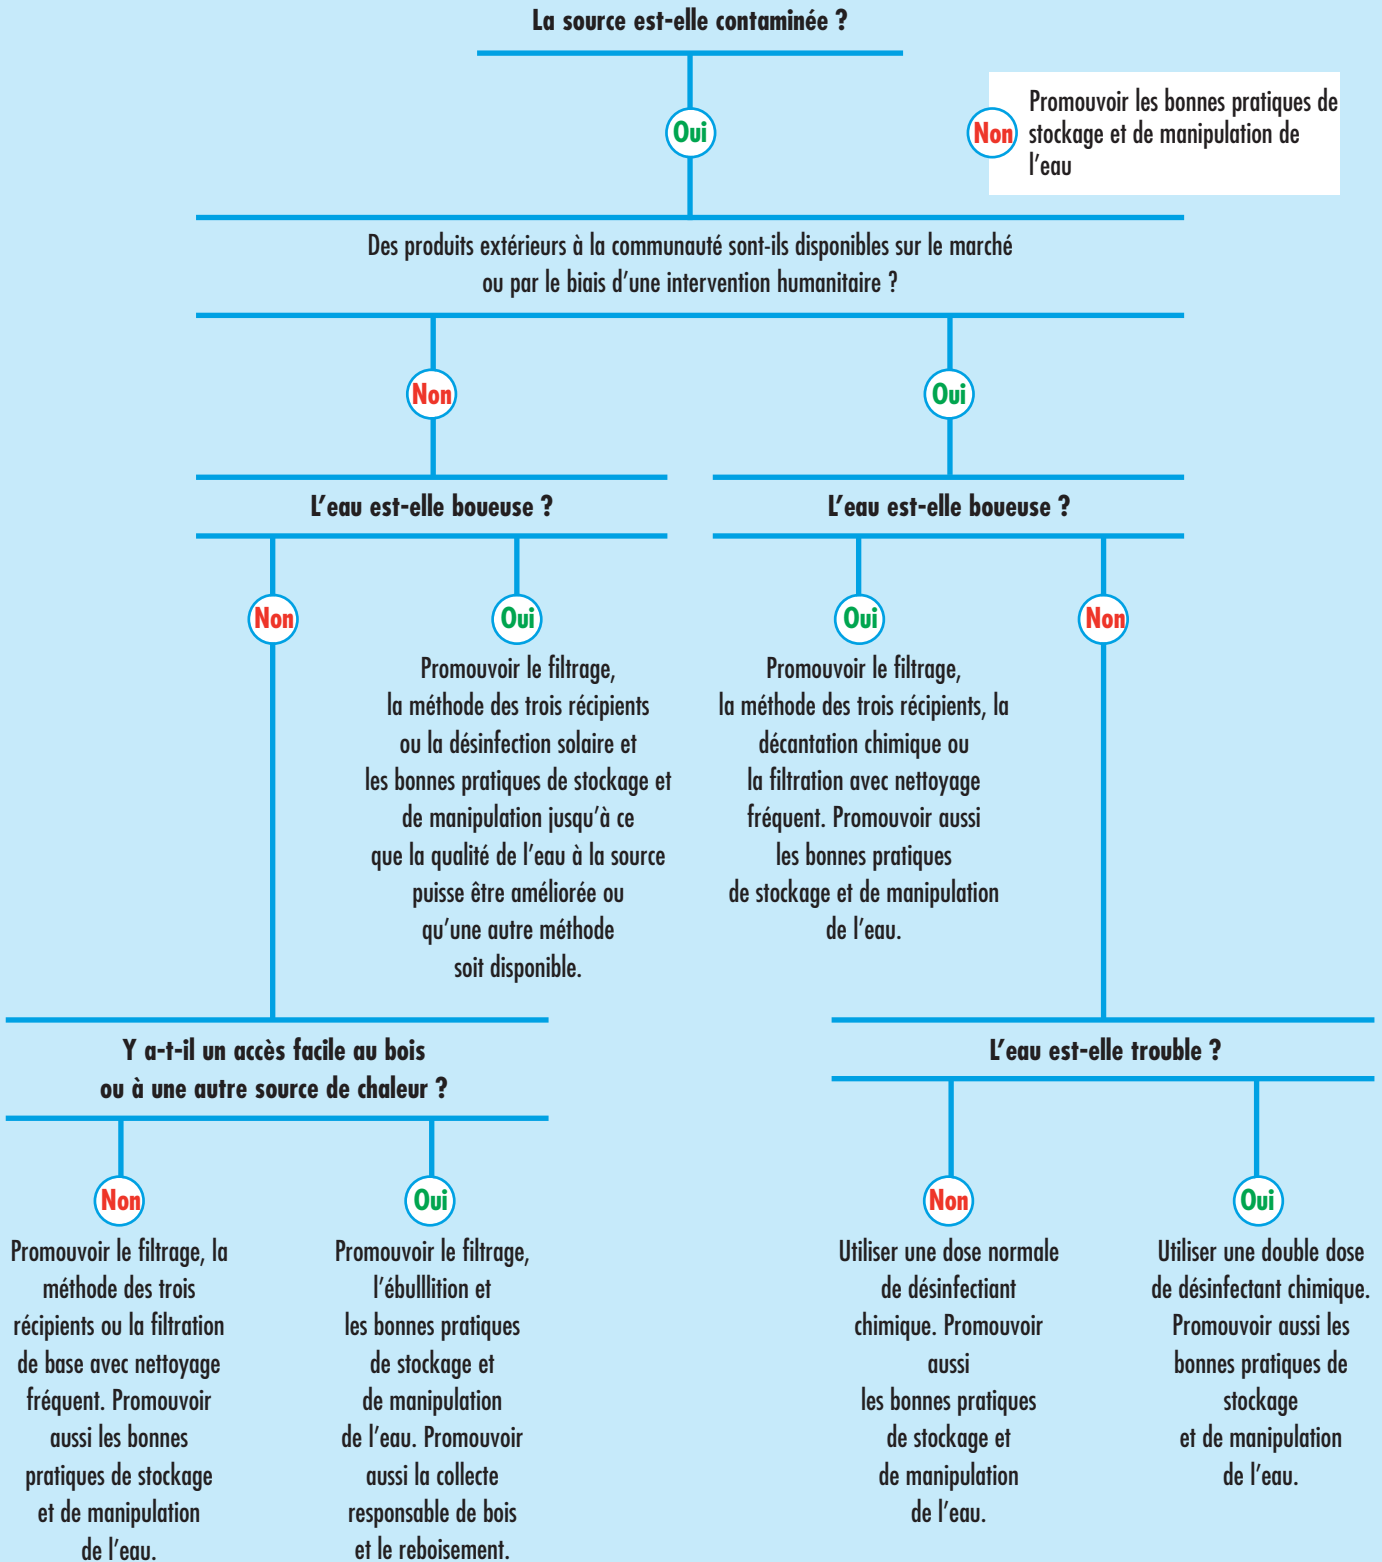 La source est-elle contaminée ?
Oui
Non
Promouvoir les bonnes pratiques de
stockage et de manipulation de
l’eau
Des produits extérieurs à la communauté sont-ils disponibles sur le marché
ou par le biais d’une intervention humanitaire ?
Non
Oui
L’eau est-elle boueuse ?
L’eau est-elle boueuse ?
Non
Oui
Promouvoir le filtrage,
la méthode des trois récipients
ou la désinfection solaire et
les bonnes pratiques de stockage et
de manipulation jusqu’à ce
que la qualité de l’eau à la source
puisse être améliorée ou
qu’une autre méthode
soit disponible.
Oui
Promouvoir le filtrage,
la méthode des trois récipients, la
décantation chimique ou
la filtration avec nettoyage
fréquent. Promouvoir aussi
les bonnes pratiques
de stockage et de manipulation
de l’eau.
Non
Y a-t-il un accès facile au bois
ou à une autre source de chaleur ?
L’eau est-elle trouble ?
Non
Promouvoir le filtrage, la
méthode des trois
récipients ou la filtration
de base avec nettoyage
fréquent. Promouvoir
aussi les bonnes
pratiques de stockage
et de manipulation
de l’eau.
Oui
Promouvoir le filtrage,
l’ébulllition et
les bonnes pratiques
de stockage et
de manipulation
de l’eau. Promouvoir
aussi la collecte
responsable de bois
et le reboisement.
Non
Utiliser une dose normale
de désinfectiant
chimique. Promouvoir
aussi
les bonnes pratiques
de stockage et
de manipulation
de l’eau.
Oui
Utiliser une double dose
de désinfectant chimique.
Promouvoir aussi les
bonnes pratiques de
stockage
et de manipulation
de l’eau.